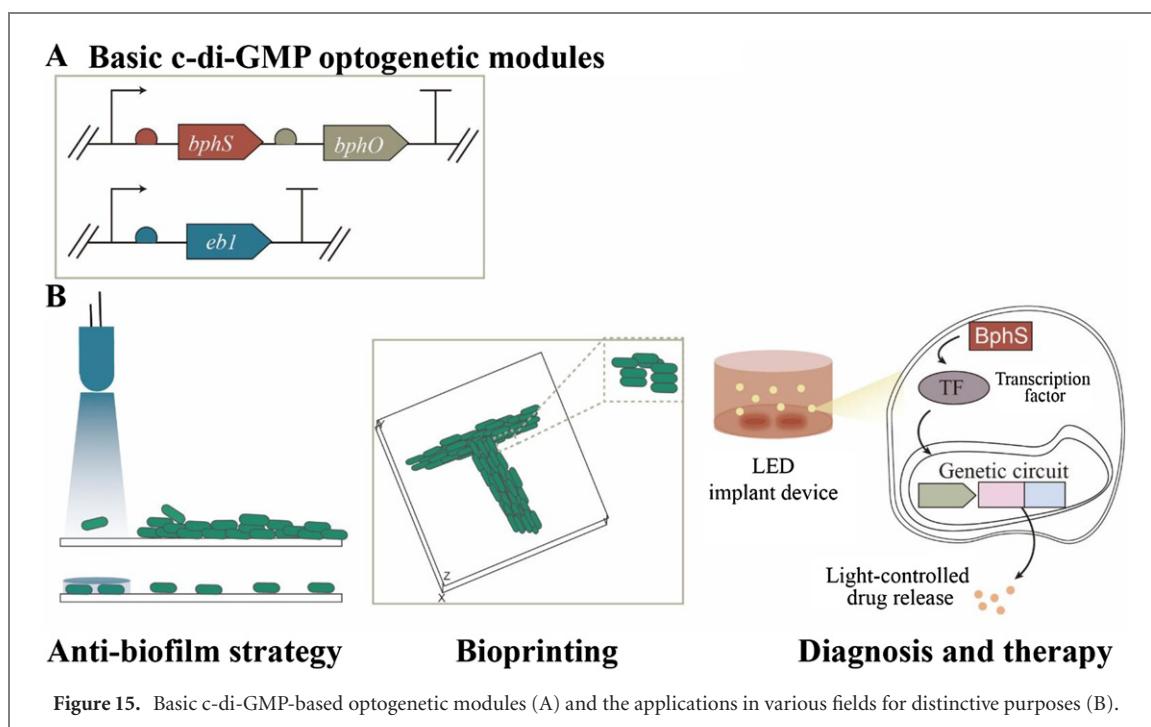 A Basic c-di-GMP optogenetic modules
bphS
bphO
eb1
B
Z
X
Anti-biofilm strategy
Bioprinting
LED
implant device
BphS
TF
Transcription
factor
Genetic circuit
Light-controlled
drug release
Diagnosis and therapy
Figure 15. Basic c-di-GMP-based optogenetic modules (A) and the applications in various fields for distinctive purposes (B).